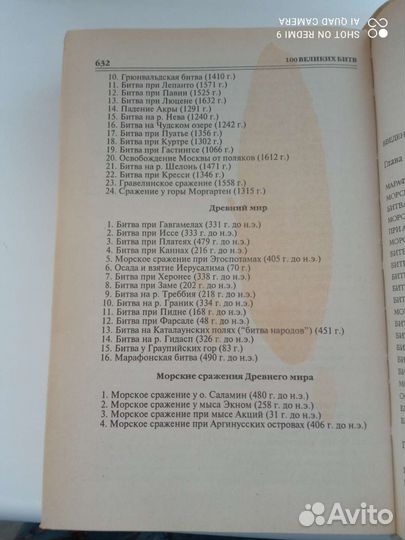 SHOT ON REDMI 9
AI QUAD CAMERA
632
100 ВЕЛИКИХ БИТВ
10. Грюнвальдская битва (1410 г.)
11. Битва при Лепанто (1571 г.)
12. Битва при Павии (1525 г.)
13. Битва при Люцене (1632 г.)
14. Падение Акры (1291 г.)
15. Битва на р. Нева (1240 г.)
16. Битва на Чудском озере (1242 г.)
17. Битва при Пуатье (1356 г.)
18. Битва при Куртре (1302 г.)
19. Битва при Гастингсе (1066 г.)
20. Освобождение Москвы от поляков (1612 г.)
21. Битва на р. Шелонь (1471 г.)
22. Битва при Кресси (1346 г.)
23. Гравелинское сражение (1558 г.)
24. Сражение у горы Моргартен (1315 г.)
Древний мир
1. Битва при Гавгамелах (331 г. до н.э.)
2. Битва при Иссе (333 г. до н.э.)
3. Битва при Платеях (479 г. до н.э.)
4. Битва при Каннах (216 г. до н.э.)
5. Морское сражение при Эгоспотамах (405 г. до н.э.)
6. Осада и взятие Иерусалима (70 г.)
7. Битва при Херонее (338 г. до н.э.)
8. Битва при Заме (202 г. до н.э.)
9. Битва на р. Треббия (218 г. до н.э.)
10. Битва на р. Граник (334 г. до н.э.)
11. Битва при Пидне (168 г. до н.э.)
12. Битва при Фарсале (48 г. до н.э.)
13. Битва на Каталаунских полях ("битва народов") (451 г.)
14. Битва на р. Гидасп (326 г. до н.э.)
15. Битва у Граупийских гор (83 г.)
16. Марафонская битва (490 г. до н.э.)
Морские сражения Древнего мира
1. Морское сражение у о. Саламин (480 г. до н.э.)
2. Морское сражение у мыса Экном (258 г. до н.э.)
3. Морское сражение при мысе Акций (31 г. до н.э.)
4. Морское сражение при Аргинусских островах (406 г. до н.э.)
ВВЕДЕН
Глава
МАРАФ
МОРСК
БИТВА
МОРС
ПРИ А
Avito